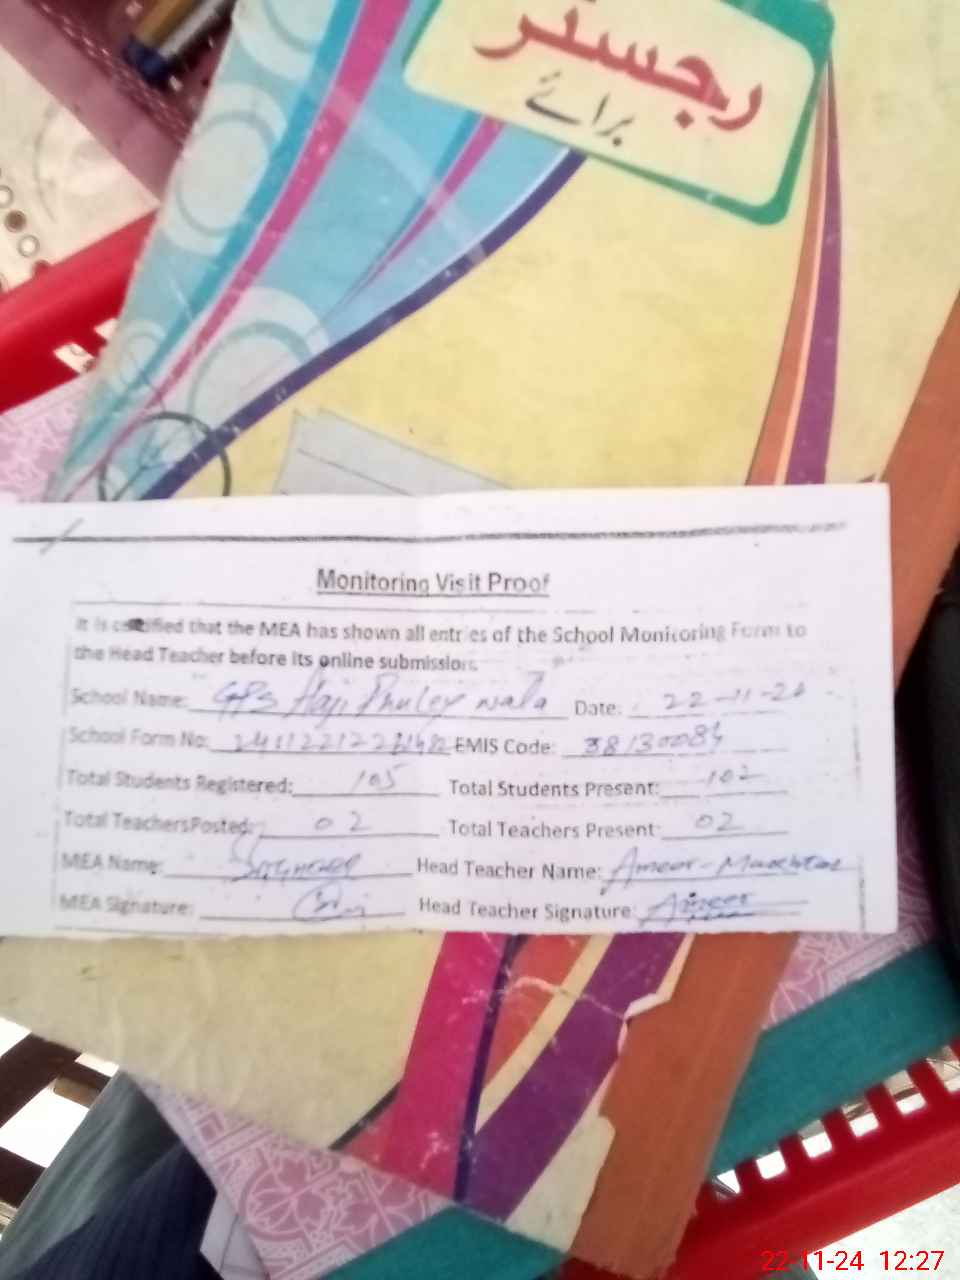 رجسٹر
برائے
Monitoring Visit Proof
It is certified that the MEA has shown all entries of the School Monitoring Form to
the Head Teacher before its online submission.
School Name: GPS Haji Phuley wala Date: 22-11-24
School Form No: EMIS Code: 38130084
Total Students Registered: 105 Total Students Present: 102
Total TeachersPosted: 02 Total Teachers Present: 02
MEA Name: Head Teacher Name: Ameer
MEA Signature: Head Teacher Signature: Ameer
22-11-24 12:27